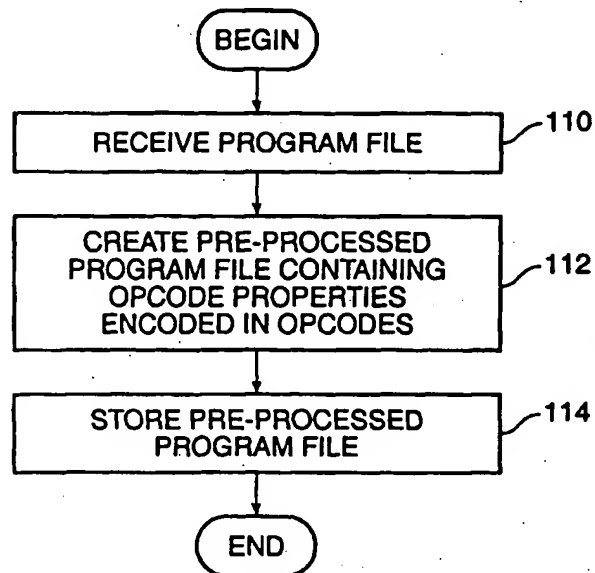 BEGIN
RECEIVE PROGRAM FILE
110
CREATE PRE-PROCESSED
PROGRAM FILE CONTAINING
OPCODE PROPERTIES
ENCODED IN OPCODES
112
STORE PRE-PROCESSED
PROGRAM FILE
114
END